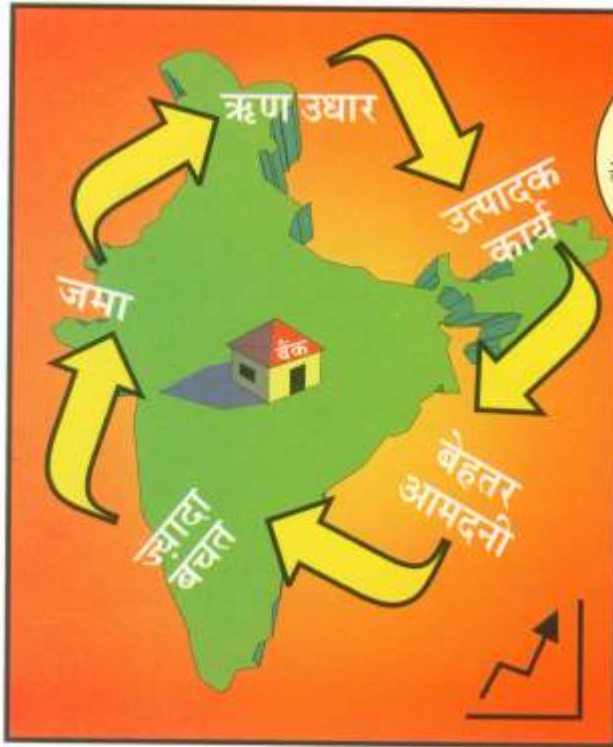 ऋण उधार
उत्पादक
कार्य
बेहतर
आमदनी
ज़्यादा
बचत
जमा
बैंक